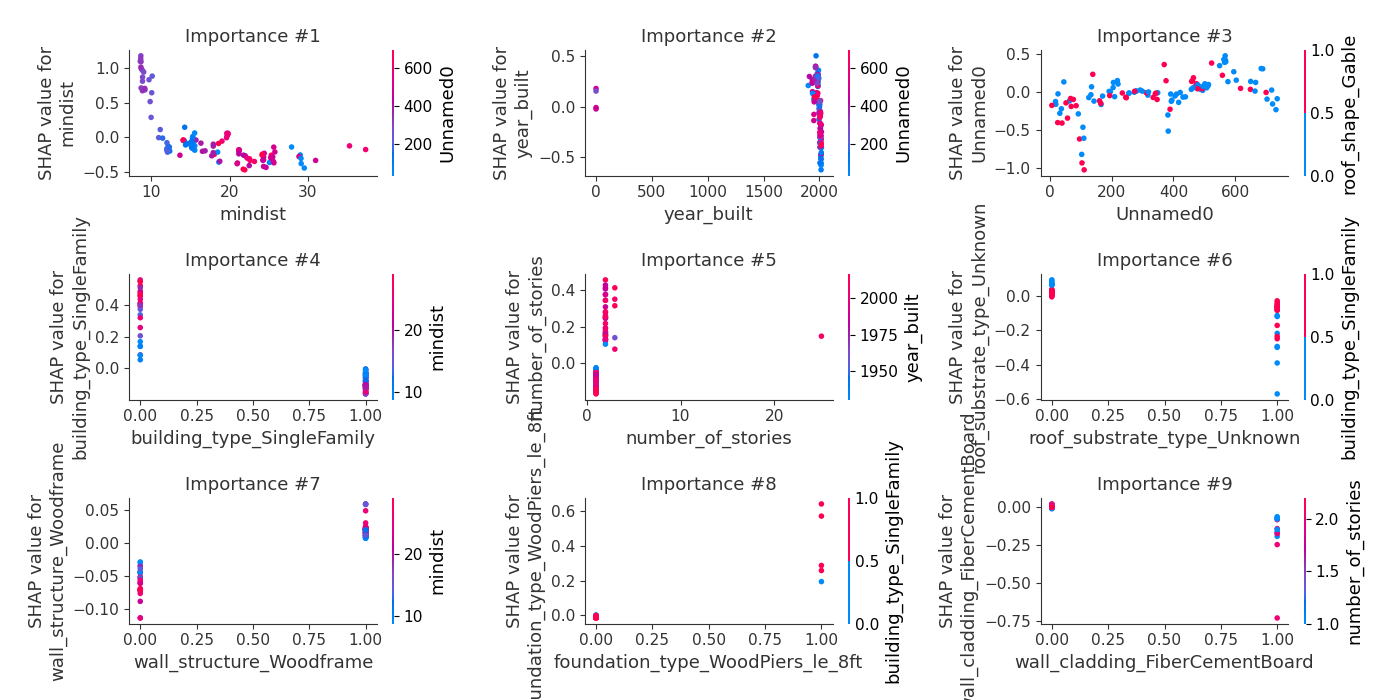 Importance #1
SHAP value for
mindist
1.0
0.5
0.0
−0.5
10
20
30
mindist
600
400
200
Unnamed0
Importance #2
SHAP value for
year_built
0.5
0.0
−0.5
0
500
1000
1500
2000
year_built
600
400
200
Unnamed0
Importance #3
SHAP value for
Unnamed0
0.5
0.0
−0.5
−1.0
0
200
400
600
Unnamed0
1.0
0.5
0.0
roof_shape_Gable
Importance #4
SHAP value for
building_type_SingleFamily
0.4
0.2
0.0
0.00
0.25
0.50
0.75
1.00
building_type_SingleFamily
20
10
mindist
Importance #5
SHAP value for
number_of_stories
0.4
0.2
0.0
0
10
20
number_of_stories
2000
1975
1950
year_built
Importance #6
SHAP value for
roof_substrate_type_Unknown
0.0
−0.2
−0.4
−0.6
0.00
0.25
0.50
0.75
1.00
roof_substrate_type_Unknown
1.0
0.5
0.0
building_type_SingleFamily
Importance #7
SHAP value for
wall_structure_Woodframe
0.05
0.00
−0.05
−0.10
0.00
0.25
0.50
0.75
1.00
wall_structure_Woodframe
20
10
mindist
Importance #8
SHAP value for
undation_type_WoodPiers_le_8ft
0.6
0.4
0.2
0.0
0.00
0.25
0.50
0.75
1.00
foundation_type_WoodPiers_le_8ft
1.0
0.5
0.0
building_type_SingleFamily
Importance #9
SHAP value for
wall_cladding_FiberCementBoard
0.00
−0.25
−0.50
−0.75
0.00
0.25
0.50
0.75
1.00
wall_cladding_FiberCementBoard
2.0
1.5
1.0
number_of_stories